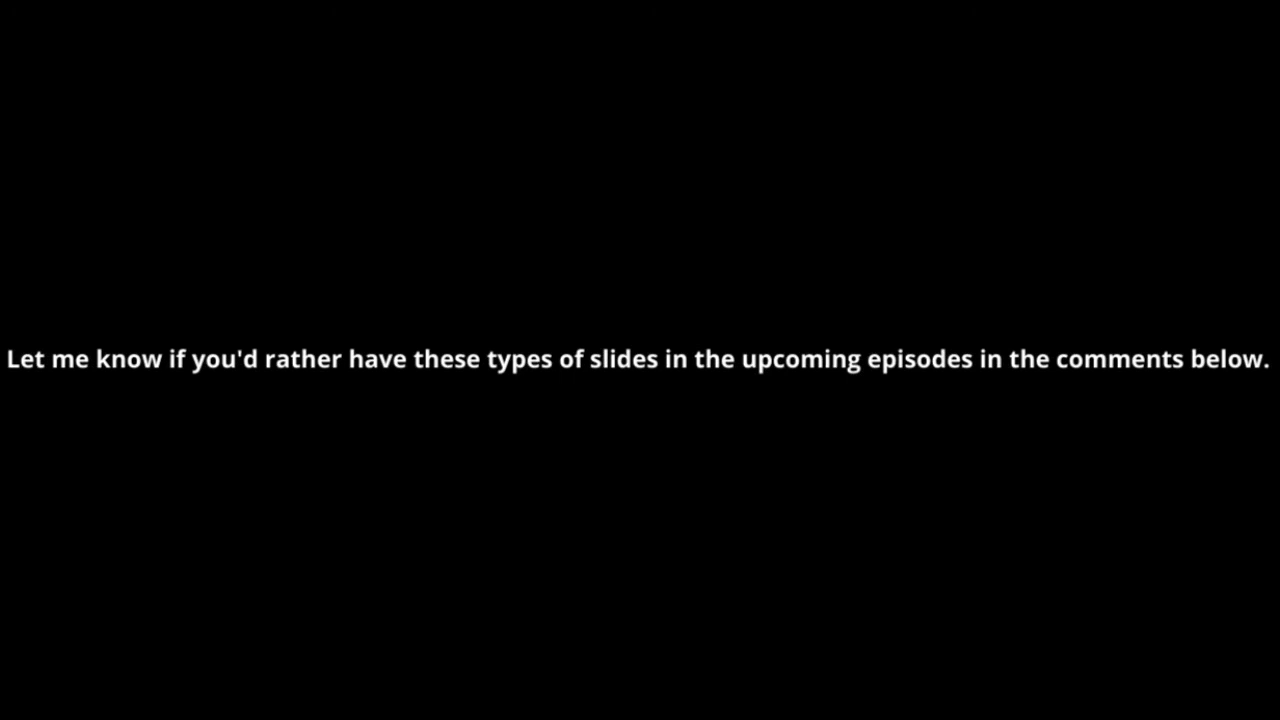 Let me know if you'd rather have these types of slides in the upcoming episodes in the comments below.